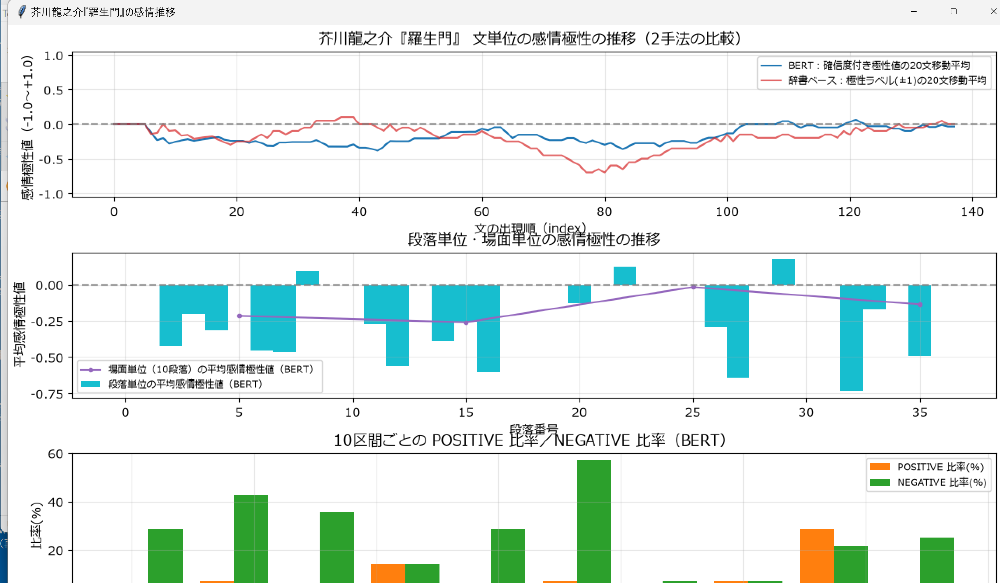 芥川龍之介『羅生門』の感情推移
芥川龍之介『羅生門』 文単位の感情極性の推移（2手法の比較）
感情極性値（-1.0～+1.0）
1.0
0.5
0.0
-0.5
-1.0
BERT：確信度付き極性値の20文移動平均
辞書ベース：極性ラベル(±1)の20文移動平均
0 20 40 60 80 100 120 140
文の出現順（index）
段落単位・場面単位の感情極性の推移
平均感情極性値
0.00
-0.25
-0.50
-0.75
場面単位（10段落）の平均感情極性値（BERT）
段落単位の平均感情極性値（BERT）
0 5 10 15 20 25 30 35
段落番号
10区間ごとの POSITIVE 比率／NEGATIVE 比率（BERT）
比率(%)
60
40
20
POSITIVE 比率(%)
NEGATIVE 比率(%)